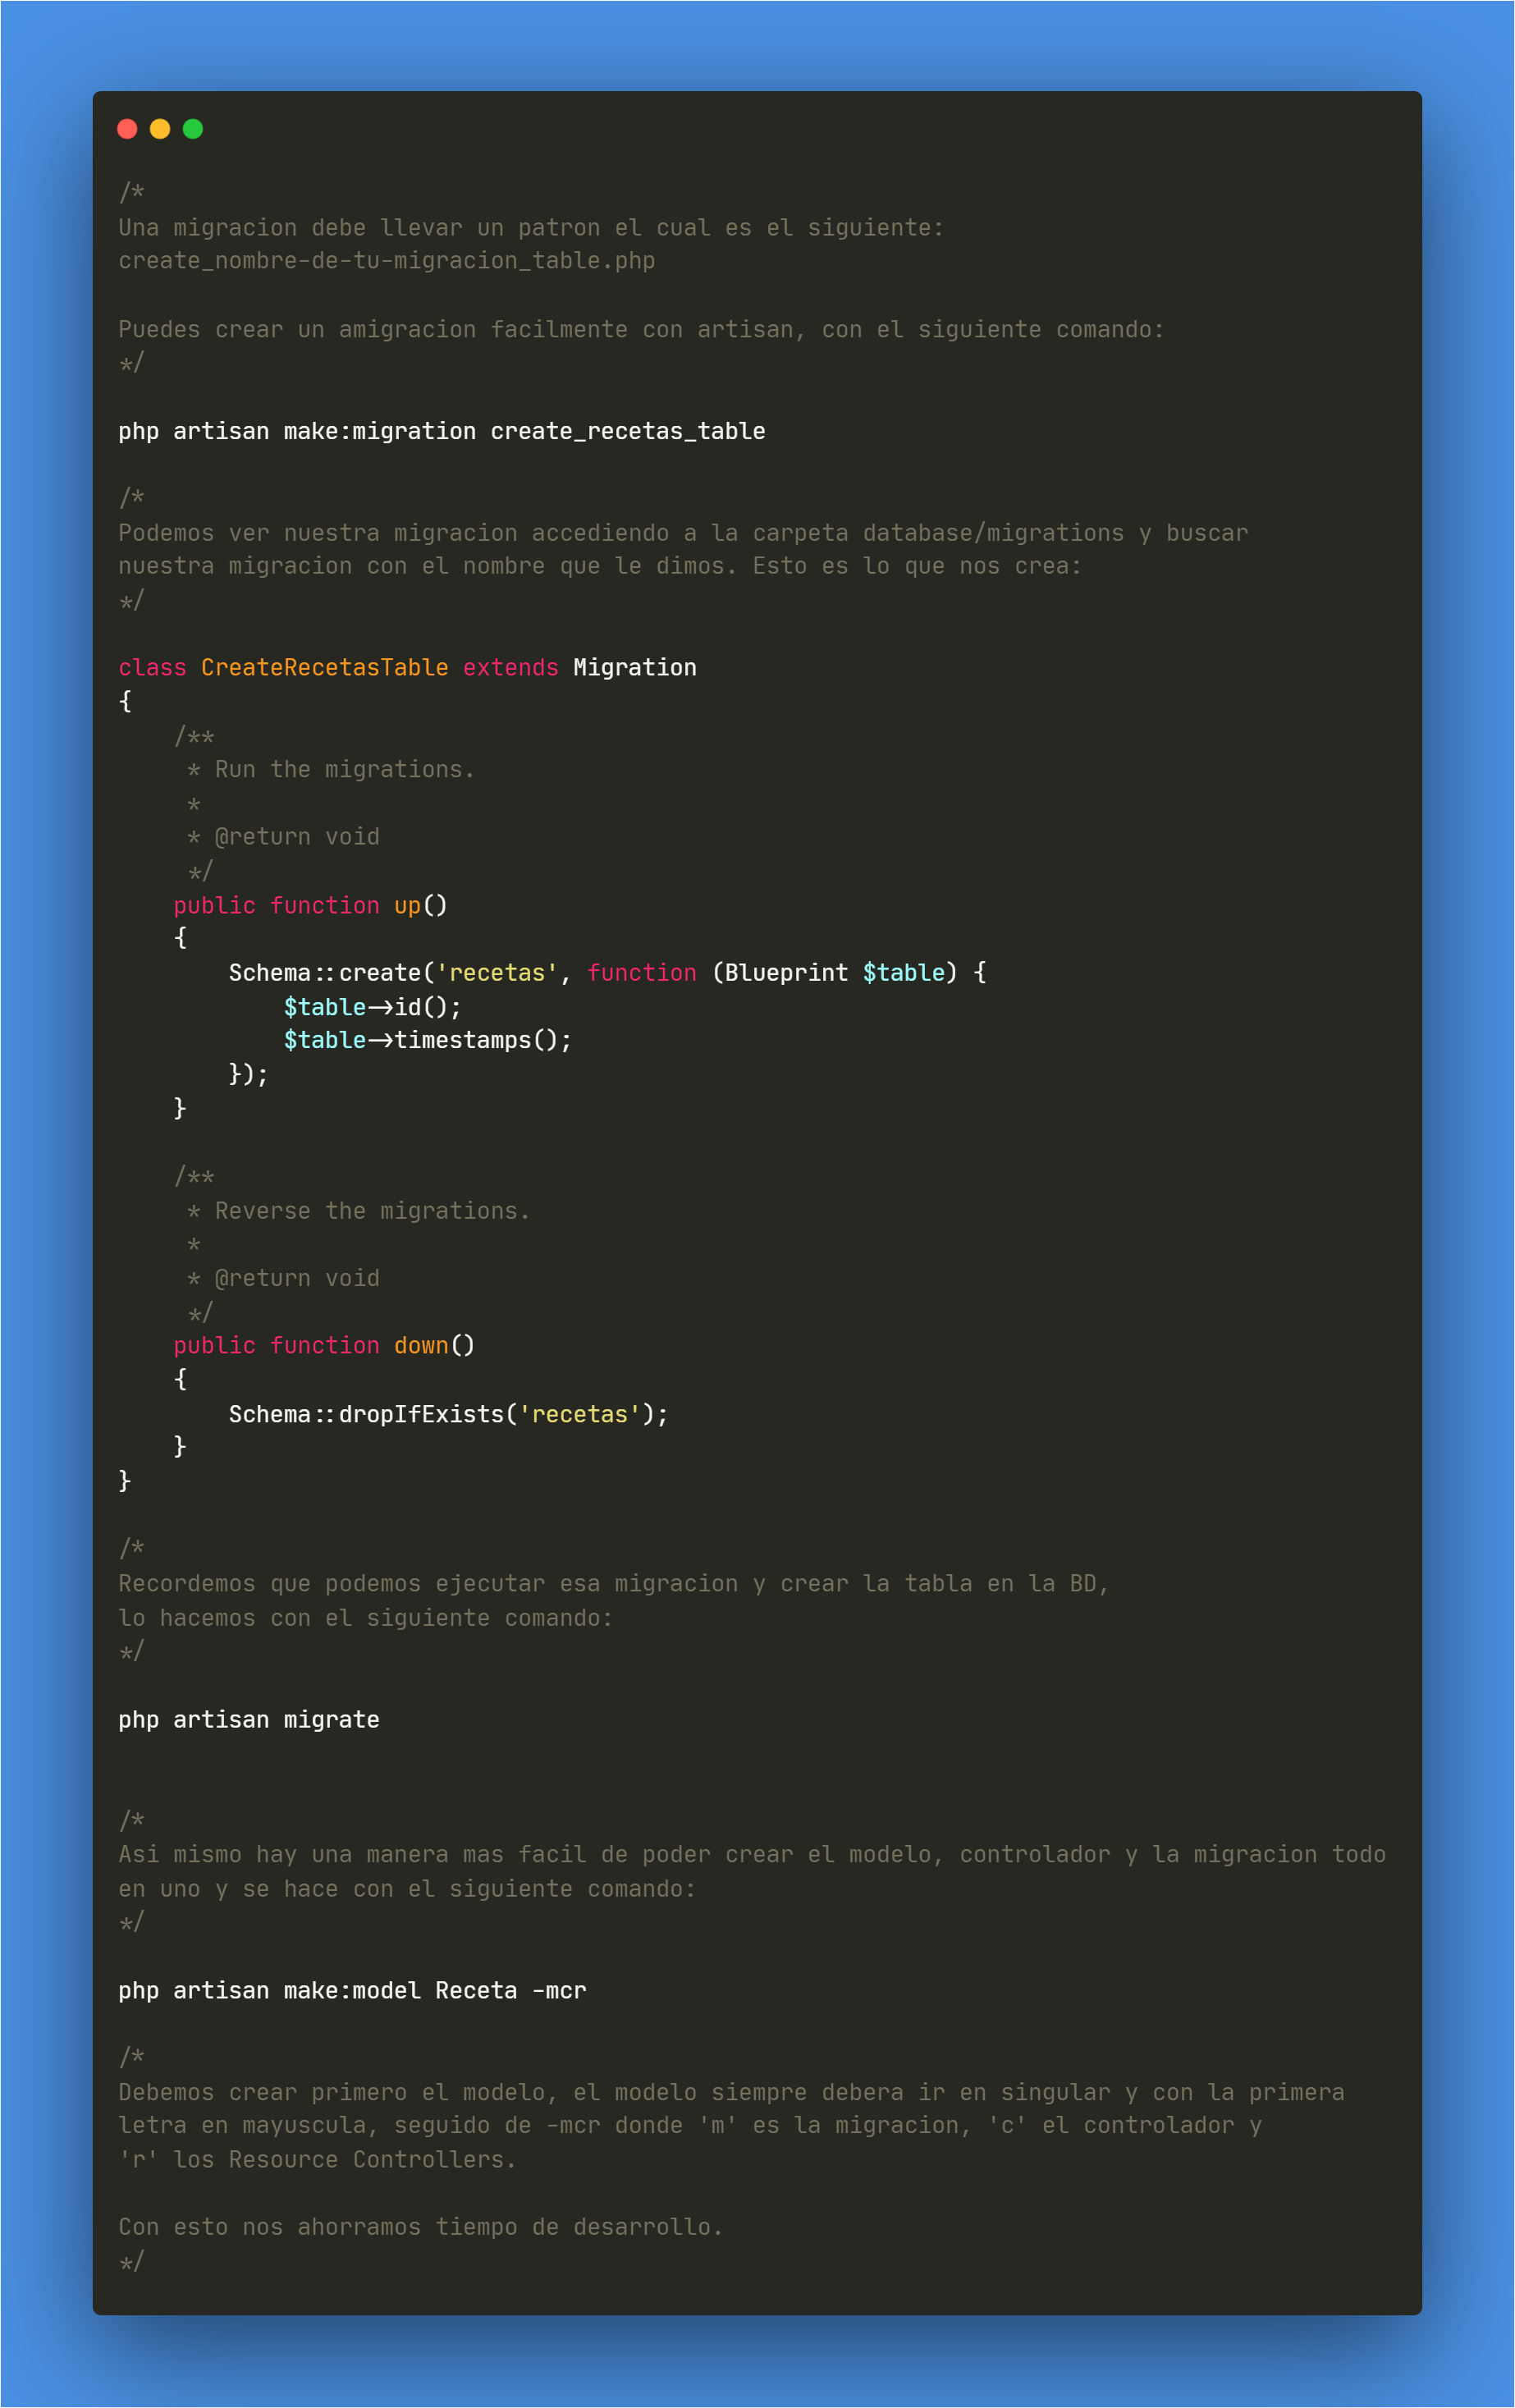 /*
Una migracion debe llevar un patron el cual es el siguiente:
create_nombre-de-tu-migracion_table.php

Puedes crear un amigracion facilmente con artisan, con el siguiente comando:
*/

php artisan make:migration create_recetas_table

/*
Podemos ver nuestra migracion accediendo a la carpeta database/migrations y buscar
nuestra migracion con el nombre que le dimos. Esto es lo que nos crea:
*/

class CreateRecetasTable extends Migration
{
    /**
     * Run the migrations.
     *
     * @return void
     */
    public function up()
    {
        Schema::create('recetas', function (Blueprint $table) {
            $table->id();
            $table->timestamps();
        });
    }

    /**
     * Reverse the migrations.
     *
     * @return void
     */
    public function down()
    {
        Schema::dropIfExists('recetas');
    }
}

/*
Recordemos que podemos ejecutar esa migracion y crear la tabla en la BD,
lo hacemos con el siguiente comando:
*/

php artisan migrate


/*
Asi mismo hay una manera mas facil de poder crear el modelo, controlador y la migracion todo
en uno y se hace con el siguiente comando:
*/

php artisan make:model Receta -mcr

/*
Debemos crear primero el modelo, el modelo siempre debera ir en singular y con la primera
letra en mayuscula, seguido de -mcr donde 'm' es la migracion, 'c' el controlador y
'r' los Resource Controllers.

Con esto nos ahorramos tiempo de desarrollo.
*/